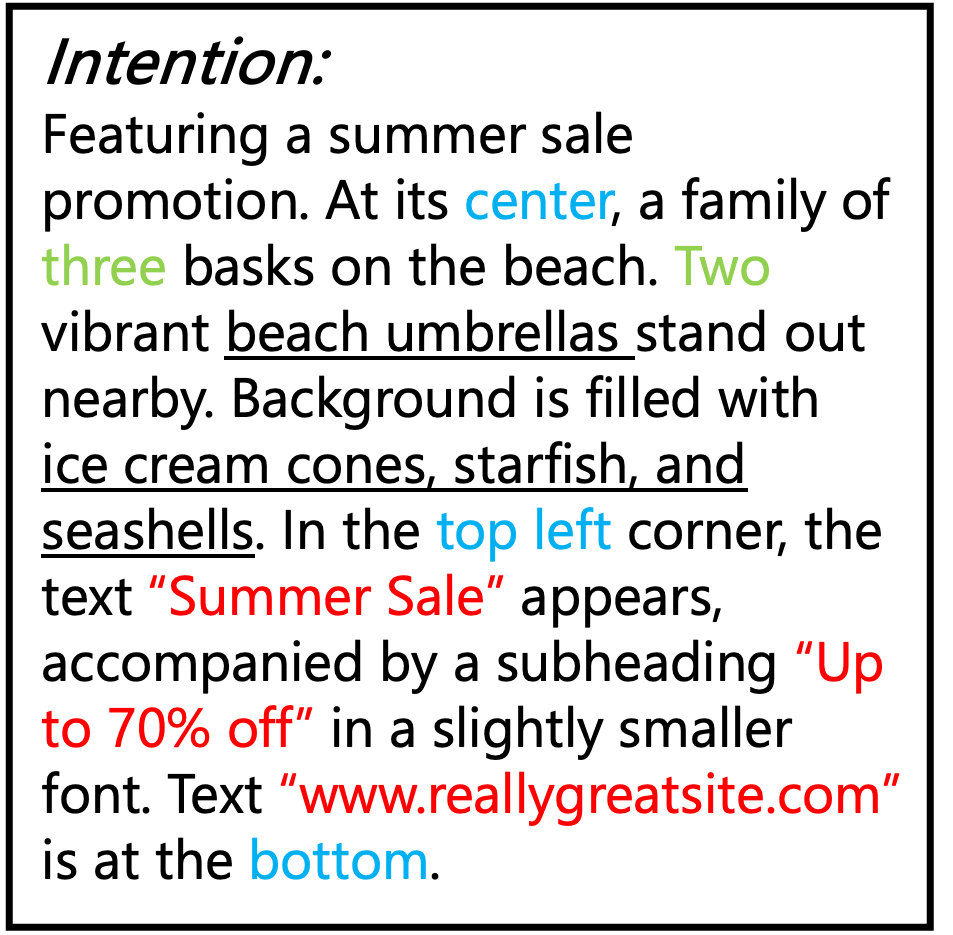 Intention:
Featuring a summer sale
promotion. At its center, a family of
three basks on the beach. Two
vibrant beach umbrellas stand out
nearby. Background is filled with
ice cream cones, starfish, and
seashells. In the top left corner, the
text “Summer Sale” appears,
accompanied by a subheading “Up
to 70% off” in a slightly smaller
font. Text “www.reallygreatsite.com”
is at the bottom.